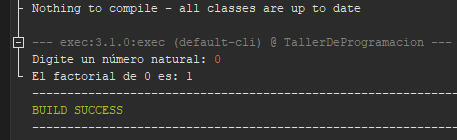 Nothing to compile - all classes are up to date
--- exec:3.1.0:exec (default-cli) @ TallerDeProgramacion ---
Digite un número natural: 0
El factorial de 0 es: 1
------------------------------------------------------------------------
BUILD SUCCESS
------------------------------------------------------------------------